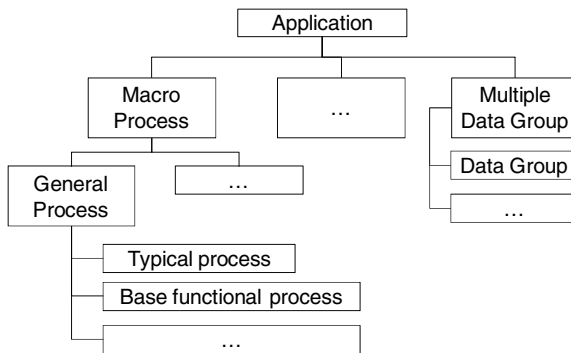 Application
Macro
Process
…
Multiple
Data Group
General
Process
…
Data Group
…
Typical process
Base functional process
…